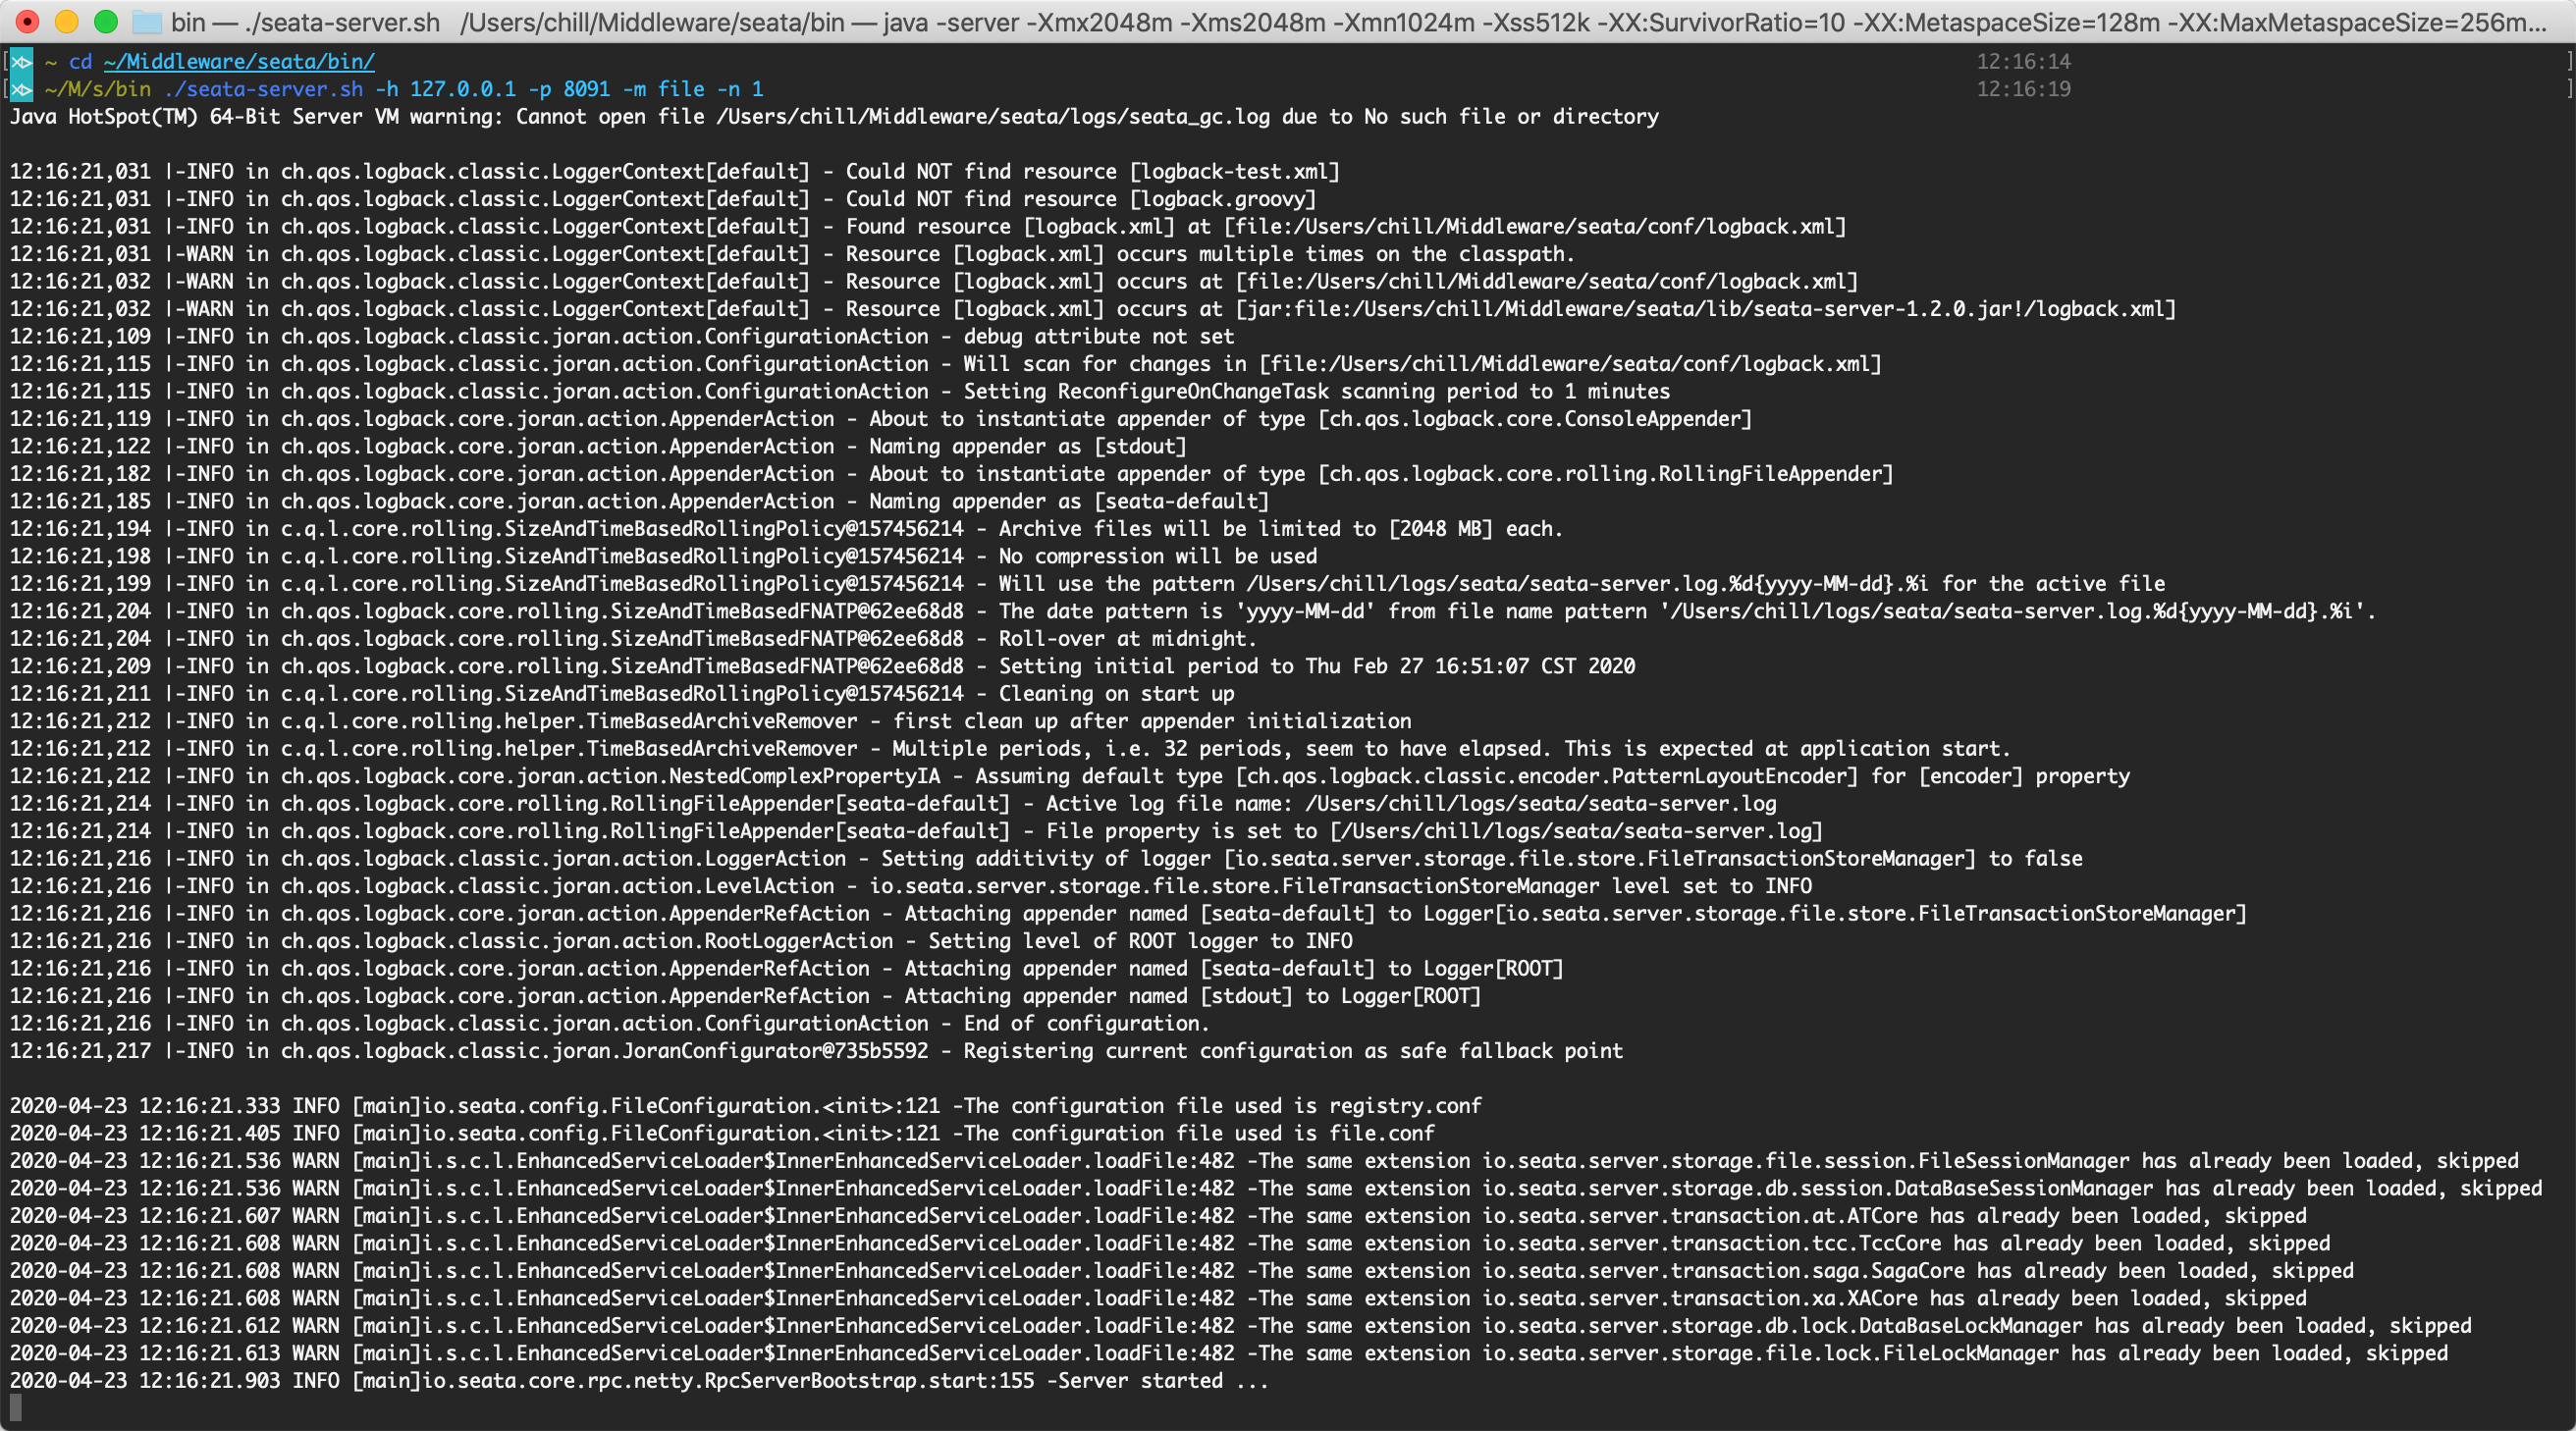 bin — ./seata-server.sh /Users/chill/Middleware/seata/bin — java -server -Xmx2048m -Xms2048m -Xmn1024m -Xss512k -XX:SurvivorRatio=10 -XX:MetaspaceSize=128m -XX:MaxMetaspaceSize=256m...
~ cd ~/Middleware/seata/bin/ 12:16:14
~/M/s/bin ./seata-server.sh -h 127.0.0.1 -p 8091 -m file -n 1 12:16:19
Java HotSpot(TM) 64-Bit Server VM warning: Cannot open file /Users/chill/Middleware/seata/logs/seata_gc.log due to No such file or directory
12:16:21,031 |-INFO in ch.qos.logback.classic.LoggerContext[default] - Could NOT find resource [logback-test.xml]
12:16:21,031 |-INFO in ch.qos.logback.classic.LoggerContext[default] - Could NOT find resource [logback.groovy]
12:16:21,031 |-INFO in ch.qos.logback.classic.LoggerContext[default] - Found resource [logback.xml] at [file:/Users/chill/Middleware/seata/conf/logback.xml]
12:16:21,031 |-WARN in ch.qos.logback.classic.LoggerContext[default] - Resource [logback.xml] occurs multiple times on the classpath.
12:16:21,032 |-WARN in ch.qos.logback.classic.LoggerContext[default] - Resource [logback.xml] occurs at [file:/Users/chill/Middleware/seata/conf/logback.xml]
12:16:21,032 |-WARN in ch.qos.logback.classic.LoggerContext[default] - Resource [logback.xml] occurs at [jar:file:/Users/chill/Middleware/seata/lib/seata-server-1.2.0.jar!/logback.xml]
12:16:21,109 |-INFO in ch.qos.logback.classic.joran.action.ConfigurationAction - debug attribute not set
12:16:21,115 |-INFO in ch.qos.logback.classic.joran.action.ConfigurationAction - Will scan for changes in [file:/Users/chill/Middleware/seata/conf/logback.xml]
12:16:21,115 |-INFO in ch.qos.logback.classic.joran.action.ConfigurationAction - Setting ReconfigureOnChangeTask scanning period to 1 minutes
12:16:21,119 |-INFO in ch.qos.logback.core.joran.action.AppenderAction - About to instantiate appender of type [ch.qos.logback.core.ConsoleAppender]
12:16:21,122 |-INFO in ch.qos.logback.core.joran.action.AppenderAction - Naming appender as [stdout]
12:16:21,182 |-INFO in ch.qos.logback.core.joran.action.AppenderAction - About to instantiate appender of type [ch.qos.logback.core.rolling.RollingFileAppender]
12:16:21,185 |-INFO in ch.qos.logback.core.joran.action.AppenderAction - Naming appender as [seata-default]
12:16:21,194 |-INFO in c.q.l.core.rolling.SizeAndTimeBasedRollingPolicy@157456214 - Archive files will be limited to [2048 MB] each.
12:16:21,198 |-INFO in c.q.l.core.rolling.SizeAndTimeBasedRollingPolicy@157456214 - No compression will be used
12:16:21,199 |-INFO in c.q.l.core.rolling.SizeAndTimeBasedRollingPolicy@157456214 - Will use the pattern /Users/chill/logs/seata/seata-server.log.%d{yyyy-MM-dd}.%i for the active file
12:16:21,204 |-INFO in ch.qos.logback.core.rolling.SizeAndTimeBasedFNATP@62ee68d8 - The date pattern is 'yyyy-MM-dd' from file name pattern '/Users/chill/logs/seata/seata-server.log.%d{yyyy-MM-dd}.%i'.
12:16:21,204 |-INFO in ch.qos.logback.core.rolling.SizeAndTimeBasedFNATP@62ee68d8 - Roll-over at midnight.
12:16:21,209 |-INFO in ch.qos.logback.core.rolling.SizeAndTimeBasedFNATP@62ee68d8 - Setting initial period to Thu Feb 27 16:51:07 CST 2020
12:16:21,211 |-INFO in c.q.l.core.rolling.SizeAndTimeBasedRollingPolicy@157456214 - Cleaning on start up
12:16:21,212 |-INFO in c.q.l.core.rolling.helper.TimeBasedArchiveRemover - first clean up after appender initialization
12:16:21,212 |-INFO in c.q.l.core.rolling.helper.TimeBasedArchiveRemover - Multiple periods, i.e. 32 periods, seem to have elapsed. This is expected at application start.
12:16:21,212 |-INFO in ch.qos.logback.core.joran.action.NestedComplexPropertyIA - Assuming default type [ch.qos.logback.classic.encoder.PatternLayoutEncoder] for [encoder] property
12:16:21,214 |-INFO in ch.qos.logback.core.rolling.RollingFileAppender[seata-default] - Active log file name: /Users/chill/logs/seata/seata-server.log
12:16:21,214 |-INFO in ch.qos.logback.core.rolling.RollingFileAppender[seata-default] - File property is set to [/Users/chill/logs/seata/seata-server.log]
12:16:21,216 |-INFO in ch.qos.logback.classic.joran.action.LoggerAction - Setting additivity of logger [io.seata.server.storage.file.store.FileTransactionStoreManager] to false
12:16:21,216 |-INFO in ch.qos.logback.classic.joran.action.LevelAction - io.seata.server.storage.file.store.FileTransactionStoreManager level set to INFO
12:16:21,216 |-INFO in ch.qos.logback.core.joran.action.AppenderRefAction - Attaching appender named [seata-default] to Logger[io.seata.server.storage.file.store.FileTransactionStoreManager]
12:16:21,216 |-INFO in ch.qos.logback.classic.joran.action.RootLoggerAction - Setting level of ROOT logger to INFO
12:16:21,216 |-INFO in ch.qos.logback.core.joran.action.AppenderRefAction - Attaching appender named [seata-default] to Logger[ROOT]
12:16:21,216 |-INFO in ch.qos.logback.core.joran.action.AppenderRefAction - Attaching appender named [stdout] to Logger[ROOT]
12:16:21,216 |-INFO in ch.qos.logback.classic.joran.action.ConfigurationAction - End of configuration.
12:16:21,217 |-INFO in ch.qos.logback.classic.joran.JoranConfigurator@735b5592 - Registering current configuration as safe fallback point
2020-04-23 12:16:21.333 INFO [main]io.seata.config.FileConfiguration.<init>:121 -The configuration file used is registry.conf
2020-04-23 12:16:21.405 INFO [main]io.seata.config.FileConfiguration.<init>:121 -The configuration file used is file.conf
2020-04-23 12:16:21.536 WARN [main]i.s.c.l.EnhancedServiceLoader$InnerEnhancedServiceLoader.loadFile:482 -The same extension io.seata.server.storage.file.session.FileSessionManager has already been loaded, skipped
2020-04-23 12:16:21.536 WARN [main]i.s.c.l.EnhancedServiceLoader$InnerEnhancedServiceLoader.loadFile:482 -The same extension io.seata.server.storage.db.session.DataBaseSessionManager has already been loaded, skipped
2020-04-23 12:16:21.607 WARN [main]i.s.c.l.EnhancedServiceLoader$InnerEnhancedServiceLoader.loadFile:482 -The same extension io.seata.server.transaction.at.ATCore has already been loaded, skipped
2020-04-23 12:16:21.608 WARN [main]i.s.c.l.EnhancedServiceLoader$InnerEnhancedServiceLoader.loadFile:482 -The same extension io.seata.server.transaction.tcc.TccCore has already been loaded, skipped
2020-04-23 12:16:21.608 WARN [main]i.s.c.l.EnhancedServiceLoader$InnerEnhancedServiceLoader.loadFile:482 -The same extension io.seata.server.transaction.saga.SagaCore has already been loaded, skipped
2020-04-23 12:16:21.608 WARN [main]i.s.c.l.EnhancedServiceLoader$InnerEnhancedServiceLoader.loadFile:482 -The same extension io.seata.server.transaction.xa.XACore has already been loaded, skipped
2020-04-23 12:16:21.612 WARN [main]i.s.c.l.EnhancedServiceLoader$InnerEnhancedServiceLoader.loadFile:482 -The same extension io.seata.server.storage.db.lock.DataBaseLockManager has already been loaded, skipped
2020-04-23 12:16:21.613 WARN [main]i.s.c.l.EnhancedServiceLoader$InnerEnhancedServiceLoader.loadFile:482 -The same extension io.seata.server.storage.file.lock.FileLockManager has already been loaded, skipped
2020-04-23 12:16:21.903 INFO [main]io.seata.core.rpc.netty.RpcServerBootstrap.start:155 -Server started ...